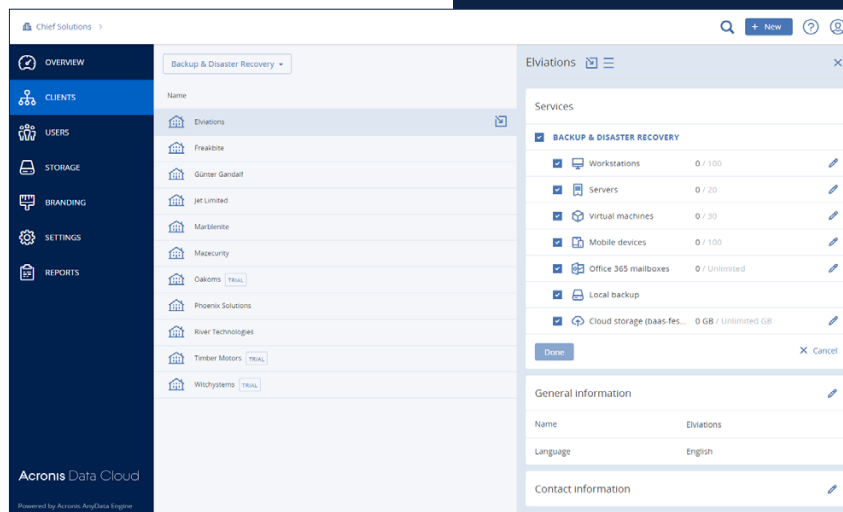 Chief Solutions >
+ New
OVERVIEW
CLIENTS
USERS
STORAGE
BRANDING
SETTINGS
REPORTS
Acronis Data Cloud
Powered by Acronis AnyData Engine
Backup & Disaster Recovery
Name
Elviations
Freakbite
Günter Gandalf
Jet Limited
Marblenite
Mazecurity
Oakoms TRIAL
Phoenix Solutions
River Technologies
Timber Motors TRIAL
Witchystems TRIAL
Elviations
Services
BACKUP & DISASTER RECOVERY
Workstations 0 / 100
Servers 0 / 20
Virtual machines 0 / 30
Mobile devices 0 / 100
Office 365 mailboxes 0 / Unlimited
Local backup
Cloud storage (baas-fes... 0 GB / Unlimited GB
Done × Cancel
General information
Name Elviations
Language English
Contact information